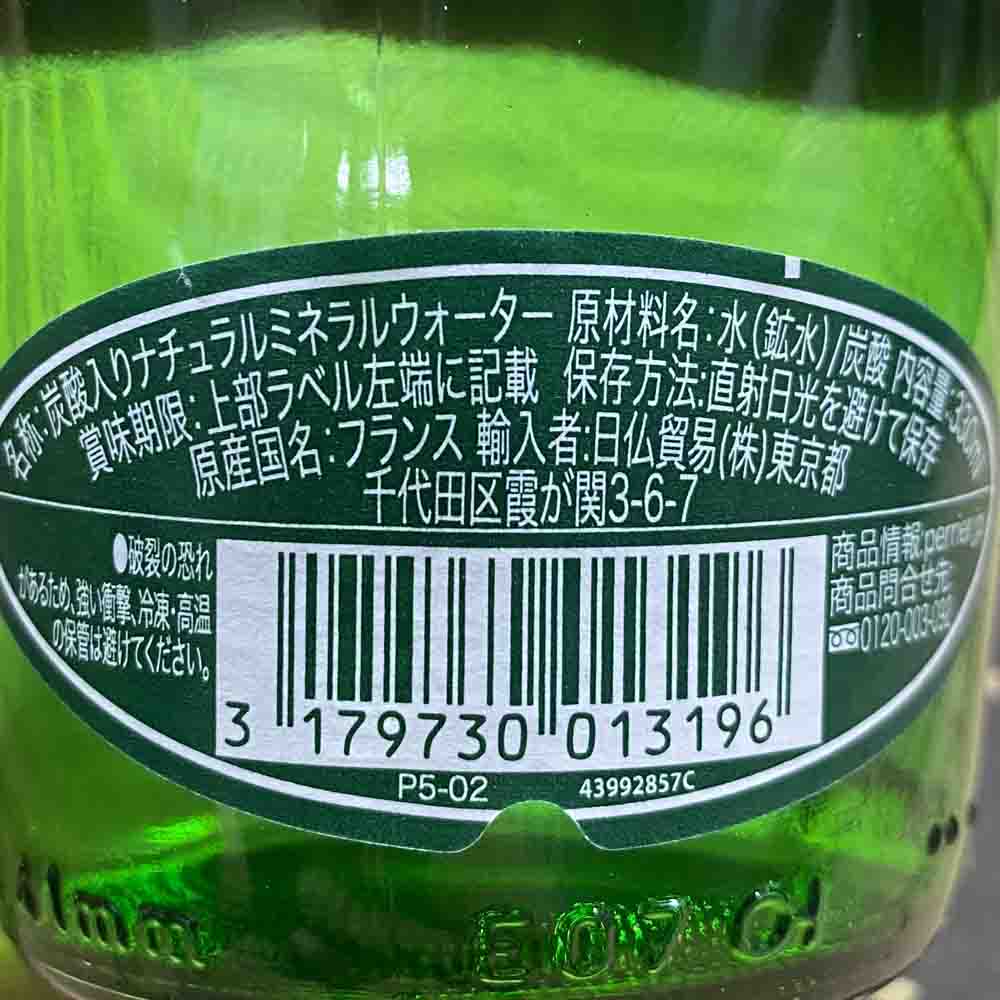 名称:炭酸入りナチュラルミネラルウォーター 原材料名:水(鉱水)/炭酸 内容量:330ml
賞味期限:上部ラベル左端に記載 保存方法:直射日光を避けて保存
原産国名:フランス 輸入者:日仏貿易(株)東京都
千代田区霞が関3-6-7
●破裂の恐れ
があるため、強い衝撃、冷凍・高温
の保管は避けてください。
商品情報:
商品問合せ元
0120-003-092
3 179730 013196
P5-02
43992857C